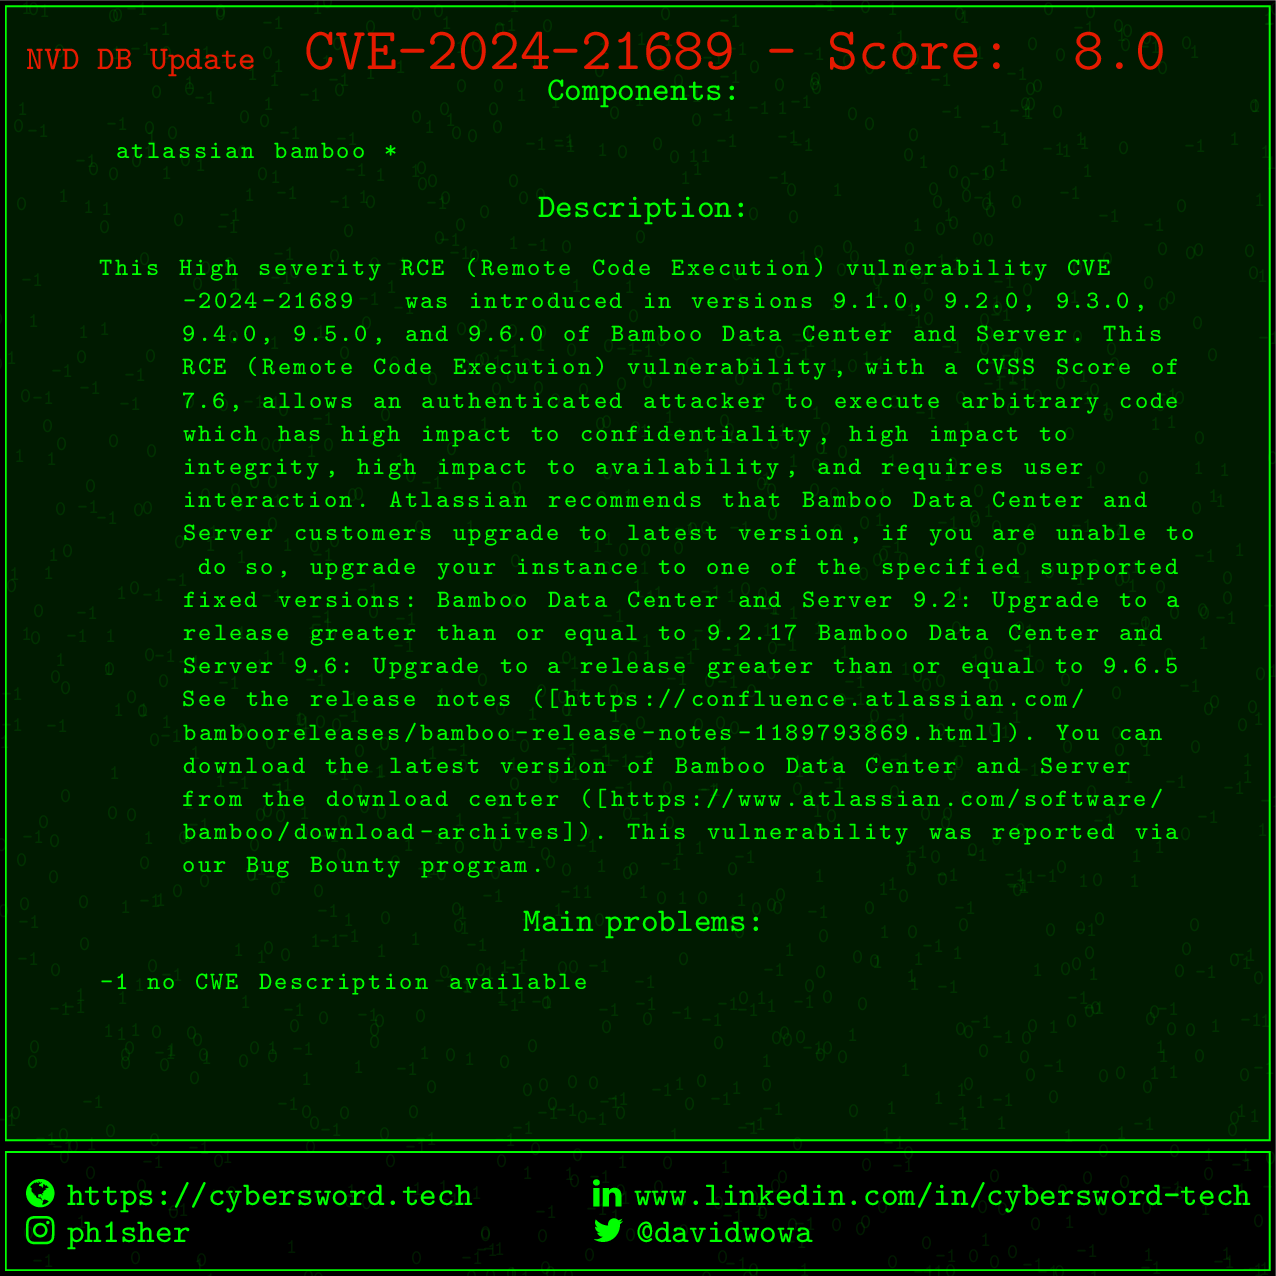 NVD DB Update CVE-2024-21689 - Score: 8.0
Components:
atlassian bamboo *
Description:
This High severity RCE (Remote Code Execution) vulnerability CVE
-2024-21689 was introduced in versions 9.1.0, 9.2.0, 9.3.0,
9.4.0, 9.5.0, and 9.6.0 of Bamboo Data Center and Server. This
RCE (Remote Code Execution) vulnerability, with a CVSS Score of
7.6, allows an authenticated attacker to execute arbitrary code
which has high impact to confidentiality, high impact to
integrity, high impact to availability, and requires user
interaction. Atlassian recommends that Bamboo Data Center and
Server customers upgrade to latest version, if you are unable to
do so, upgrade your instance to one of the specified supported
fixed versions: Bamboo Data Center and Server 9.2: Upgrade to a
release greater than or equal to 9.2.17 Bamboo Data Center and
Server 9.6: Upgrade to a release greater than or equal to 9.6.5
See the release notes ([https://confluence.atlassian.com/
bambooreleases/bamboo-release-notes-1189793869.html]). You can
download the latest version of Bamboo Data Center and Server
from the download center ([https://www.atlassian.com/software/
bamboo/download-archives]). This vulnerability was reported via
our Bug Bounty program.
Main problems:
-1 no CWE Description available
https://cybersword.tech
www.linkedin.com/in/cybersword-tech
ph1sher
@davidwowa